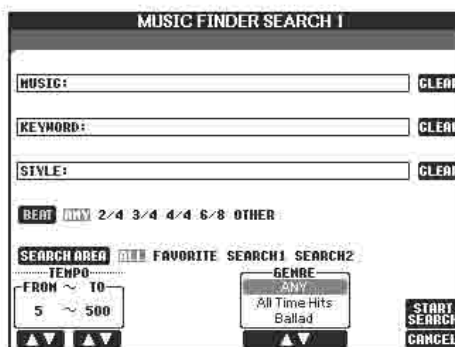 MUSIC FINDER SEARCH 1
MUSIC: CLEAR
KEYWORD: CLEAR
STYLE: CLEAR
BEAT ANY 2/4 3/4 4/4 6/8 OTHER
SEARCH AREA ALL FAVORITE SEARCH1 SEARCH2
TEMPO
FROM ~ TO
5 ~ 500
GENRE
ANY
All Time Hits
Ballad
START
SEARCH
CANCEL